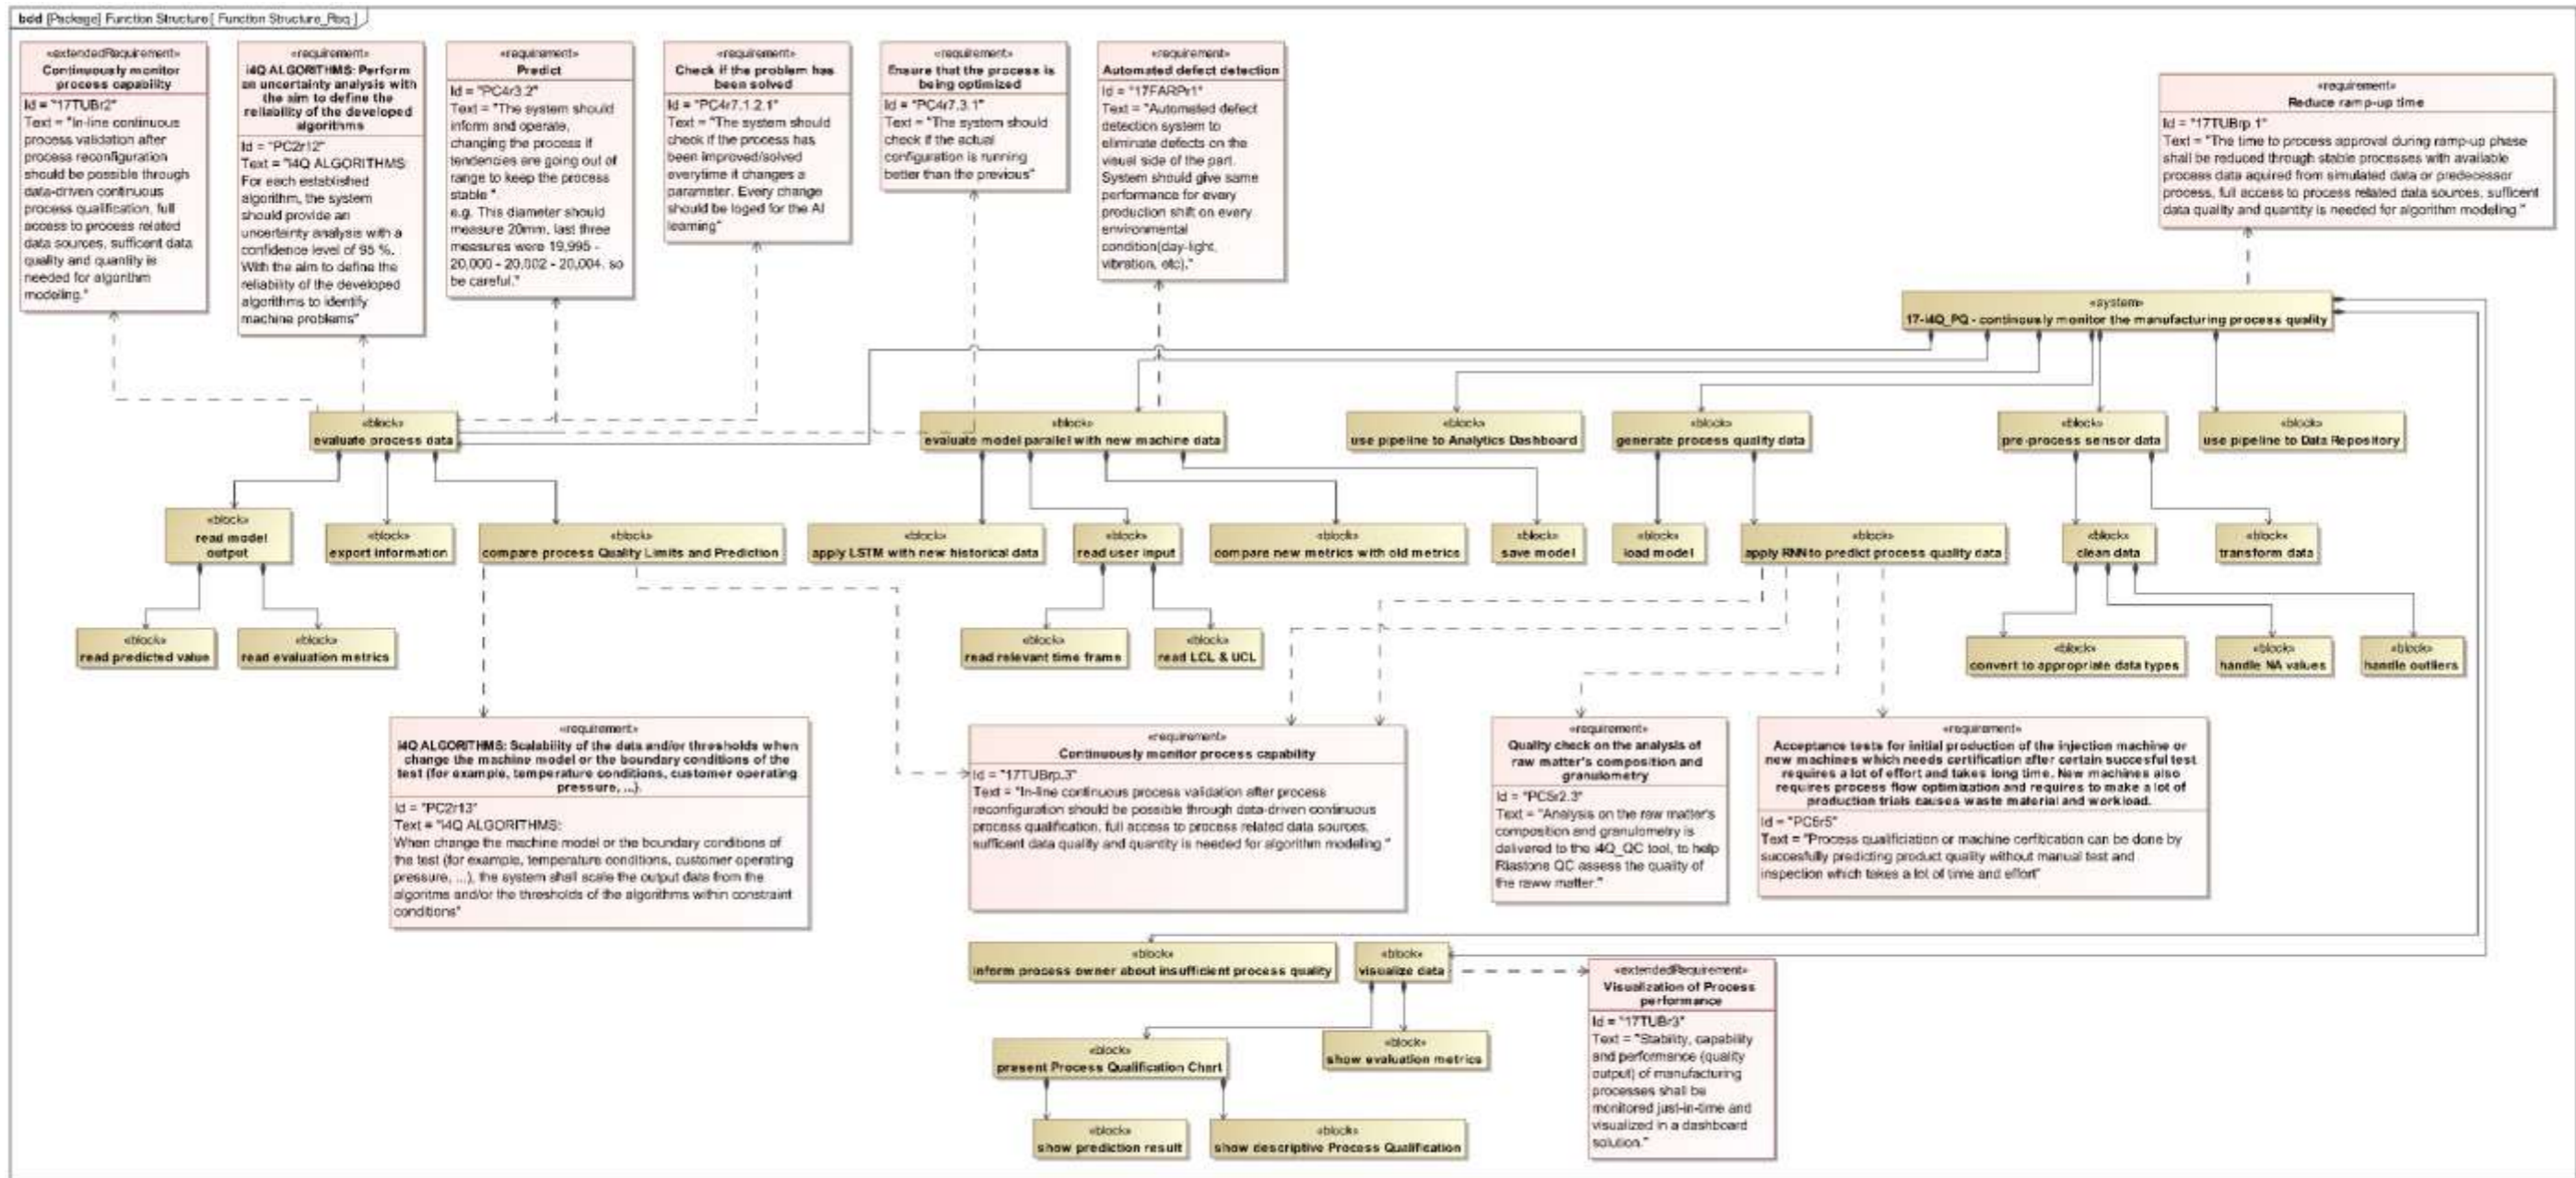 bdd [Package] Function Structure [ Function Structure_Req ]
«extendedRequirement»
Continuously monitor
process capability
Id = "17TUBr2"
Text = "In-line continuous
process validation after
process reconfiguration
should be possible through
data-driven continuous
process qualification, full
access to process related
data sources, sufficent data
quality and quantity is
needed for algorithm
modeling."
«requirement»
i4Q ALGORITHMS: Perform
an uncertainty analysis with
the aim to define the
reliability of the developed
algorithms
Id = "PC2r12"
Text = "i4Q ALGORITHMS:
For each established
algorithm, the system
should provide an
uncertainty analysis with a
confidence level of 95 %.
With the aim to define the
reliability of the developed
algorithms to identify
machine problems"
«requirement»
Predict
Id = "PC4r3.2"
Text = "The system should
inform and operate,
changing the process if
tendencies are going out of
range to keep the process
stable "
e.g. This diameter should
measure 20mm, last three
measures were 19,995 -
20,000 - 20,002 - 20,004, so
be careful."
«requirement»
Check if the problem has
been solved
Id = "PC4r7.1.2.1"
Text = "The system should
check if the process has
been improved/solved
everytime it changes a
parameter. Every change
should be loged for the AI
learning"
«requirement»
Ensure that the process is
being optimized
Id = "PC4r7.3.1"
Text = "The system should
check if the actual
configuration is running
better than the previous"
«requirement»
Automated defect detection
Id = "17FARPr1"
Text = "Automated defect
detection system to
eliminate defects on the
visual side of the part.
System should give same
performance for every
production shift on every
environmental
condition(day-light,
vibration, etc)."
«requirement»
Reduce ramp-up time
Id = "17TUBrp.1"
Text = "The time to process approval during ramp-up phase
shall be reduced through stable processes with available
process data aquired from simulated data or predecessor
process, full access to process related data sources, sufficent
data quality and quantity is needed for algorithm modeling."
«system»
17-i4Q_PQ - continously monitor the manufacturing process quality
«block»
evaluate process data
«block»
evaluate model parallel with new machine data
«block»
use pipeline to Analytics Dashboard
«block»
generate process quality data
«block»
pre-process sensor data
«block»
use pipeline to Data Repository
«block»
read model
output
«block»
export information
«block»
compare process Quality Limits and Prediction
«block»
apply LSTM with new historical data
«block»
read user input
«block»
compare new metrics with old metrics
«block»
save model
«block»
load model
«block»
apply RNN to predict process quality data
«block»
clean data
«block»
transform data
«block»
read predicted value
«block»
read evaluation metrics
«block»
read relevant time frame
«block»
read LCL & UCL
«block»
convert to appropriate data types
«block»
handle NA values
«block»
handle outliers
«requirement»
i4Q ALGORITHMS: Scalability of the data and/or thresholds when
change the machine model or the boundary conditions of the
test (for example, temperature conditions, customer operating
pressure, ...).
Id = "PC2r13"
Text = "i4Q ALGORITHMS:
When change the machine model or the boundary conditions of
the test (for example, temperature conditions, customer operating
pressure, ...), the system shall scale the output data from the
algoritms and/or the thresholds of the algorithms within constraint
conditions"
«requirement»
Continuously monitor process capability
Id = "17TUBrp.3"
Text = "In-line continuous process validation after process
reconfiguration should be possible through data-driven continuous
process qualification, full access to process related data sources,
sufficent data quality and quantity is needed for algorithm modeling."
«requirement»
Quality check on the analysis of
raw matter's composition and
granulometry
Id = "PC5r2.3"
Text = "Analysis on the raw matter's
composition and granulometry is
delivered to the i4Q_QC tool, to help
Riastone QC assess the quality of
the raww matter."
«requirement»
Acceptance tests for initial production of the injection machine or
new machines which needs certification after certain succesful test
requires a lot of effort and takes long time. New machines also
requires process flow optimization and requires to make a lot of
production trials causes waste material and workload.
Id = "PC6r5"
Text = "Process qualificiation or machine cerfitication can be done by
succesfully predicting product quality without manual test and
inspection which takes a lot of time and effort"
«block»
inform process owner about insufficient process quality
«block»
visualize data
«extendedRequirement»
Visualization of Process
performance
Id = "17TUBr3"
Text = "Stability, capability
and performance (quality
output) of manufacturing
processes shall be
monitored just-in-time and
visualized in a dashboard
solution."
«block»
present Process Qualification Chart
«block»
show evaluation metrics
«block»
show prediction result
«block»
show descriptive Process Qualification